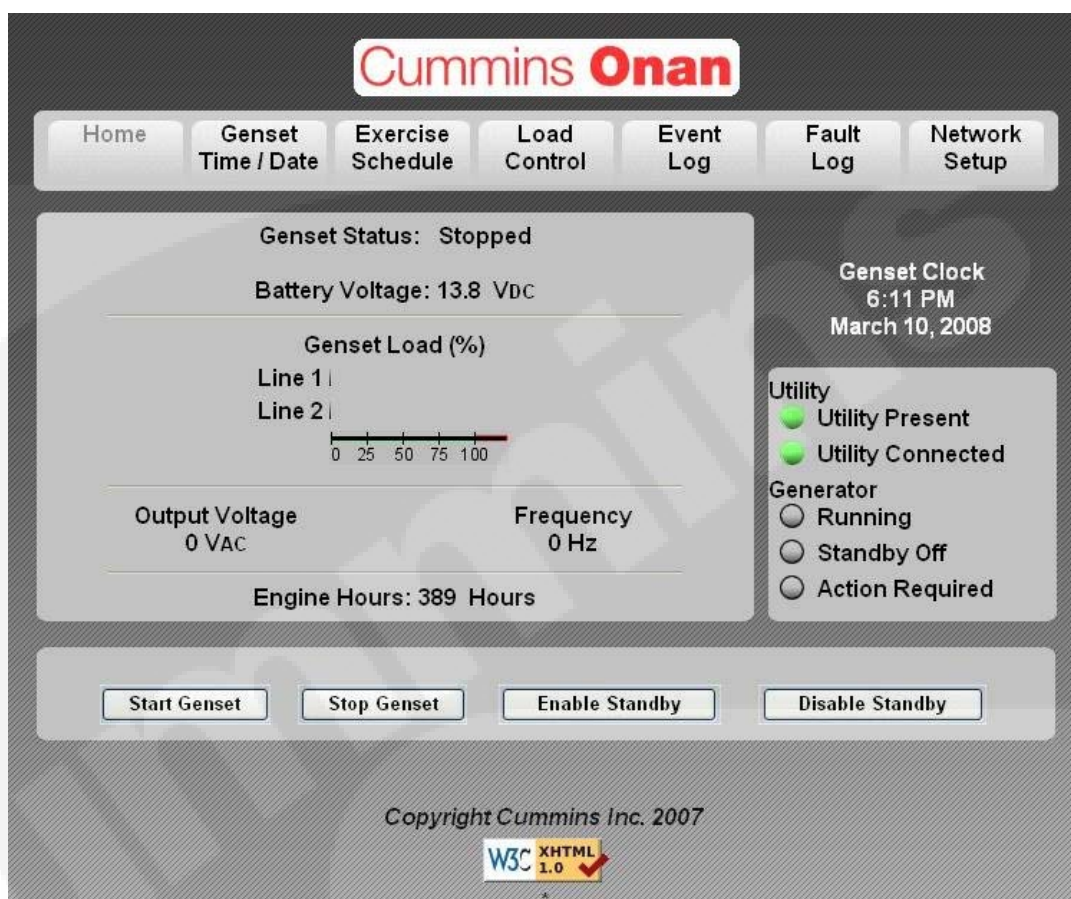 Cummins Onan
Home
Genset
Time / Date
Exercise
Schedule
Load
Control
Event
Log
Fault
Log
Network
Setup
Genset Status: Stopped
Battery Voltage: 13.8 VDC
Genset Load (%)
Line 1
Line 2
0 25 50 75 100
Output Voltage
0 VAC
Frequency
0 Hz
Engine Hours: 389 Hours
Genset Clock
6:11 PM
March 10, 2008
Utility
Utility Present
Utility Connected
Generator
Running
Standby Off
Action Required
Start Genset
Stop Genset
Enable Standby
Disable Standby
Copyright Cummins Inc. 2007
W3C XHTML
1.0
*
cummins